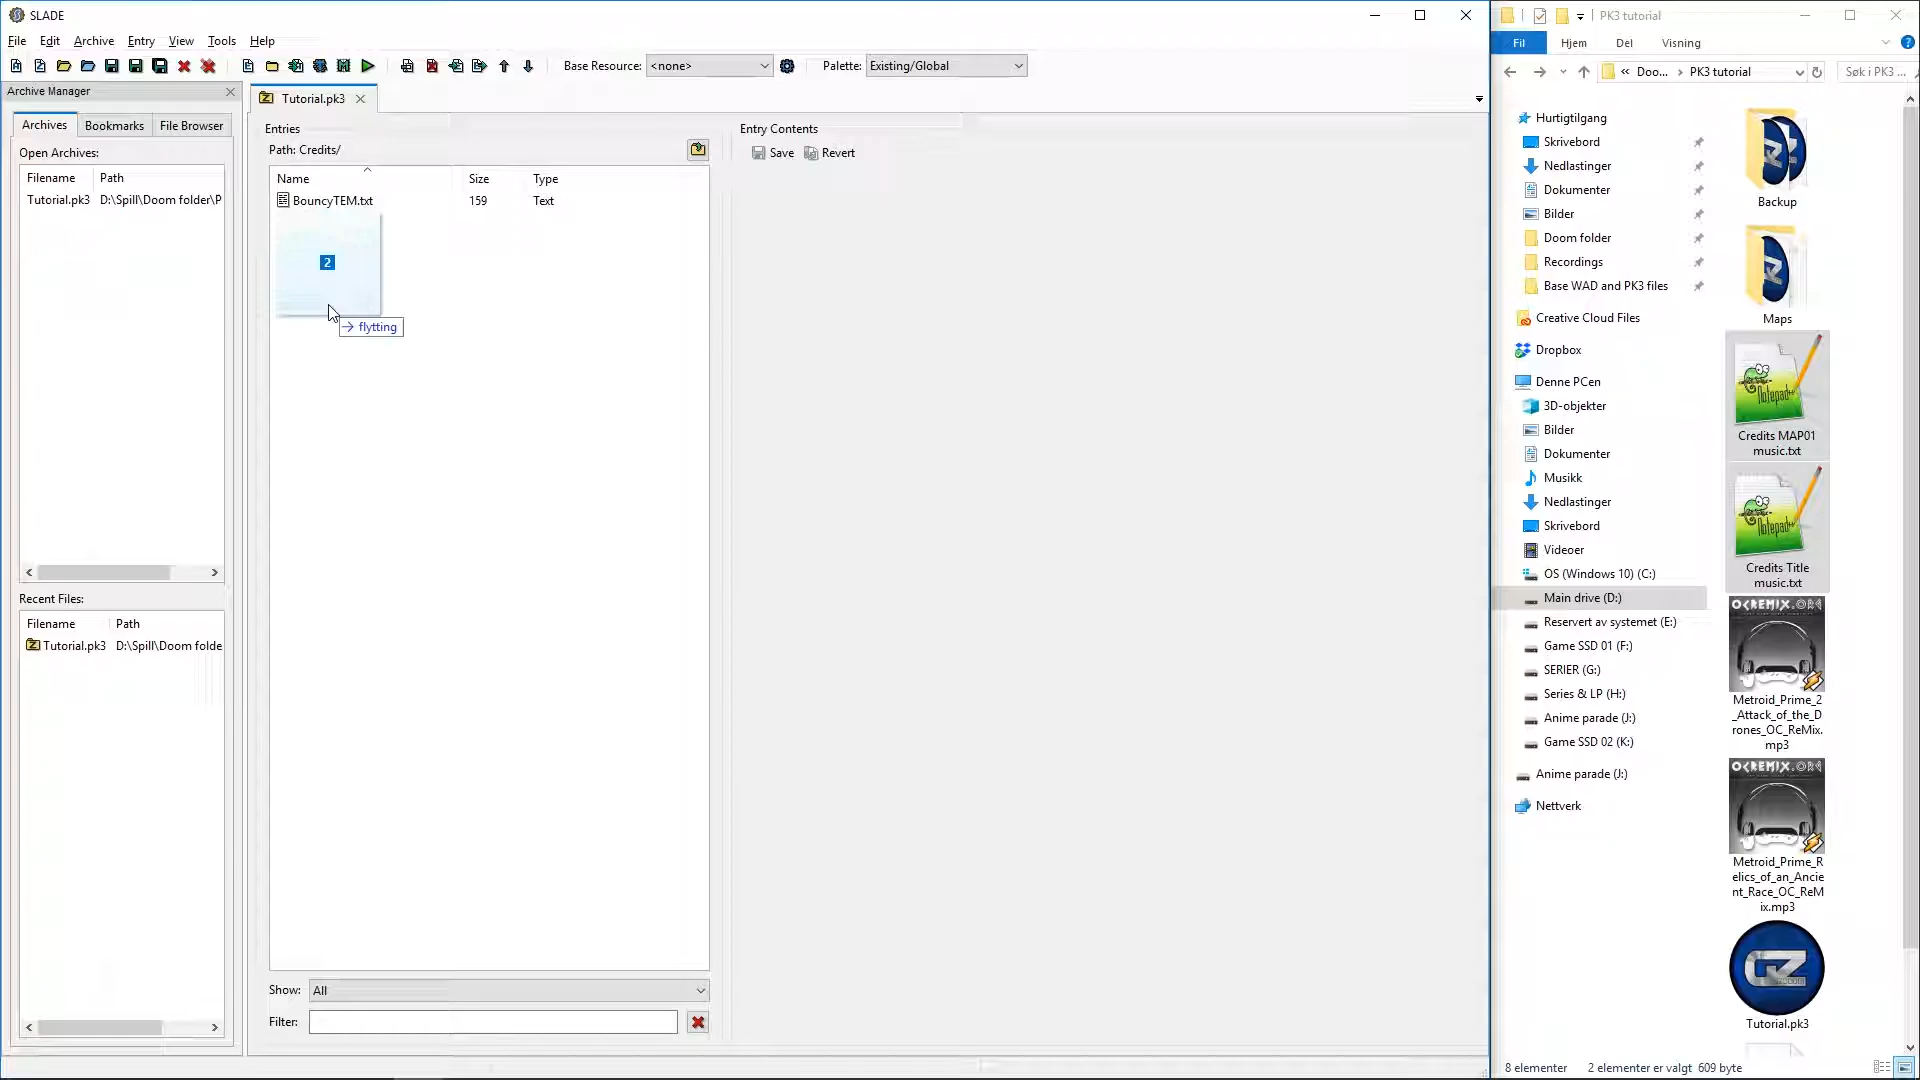 SLADE
File Edit Archive Entry View Tools Help
Base Resource: <none> Palette: Existing/Global
Archive Manager
Archives Bookmarks File Browser
Open Archives:
Filename Path
Tutorial.pk3 D:\Spill\Doom folder\P
Recent Files:
Filename Path
Tutorial.pk3 D:\Spill\Doom folde
Tutorial.pk3
Entries
Path: Credits/
Name Size Type
BouncyTEM.txt 159 Text
2
flytting
Show: All
Filter:
Entry Contents
Save Revert
PK3 tutorial
Fil Hjem Del Visning
« Doo... PK3 tutorial Søk i PK3 ...
Hurtigtilgang
Skrivebord
Nedlastinger
Dokumenter
Bilder
Doom folder
Recordings
Base WAD and PK3 files
Creative Cloud Files
Dropbox
Denne PCen
3D-objekter
Bilder
Dokumenter
Musikk
Nedlastinger
Skrivebord
Videoer
OS (Windows 10) (C:)
Main drive (D:)
Reservert av systemet (E:)
Game SSD 01 (F:)
SERIER (G:)
Series & LP (H:)
Anime parade (J:)
Game SSD 02 (K:)
Anime parade (J:)
Nettverk
Backup
Maps
Notepad++
Credits MAP01
music.txt
Notepad++
Credits Title
music.txt
OCREMIX.ORG
Metroid_Prime_2
_Attack_of_the_D
rones_OC_ReMix.
mp3
OCREMIX.ORG
Metroid_Prime_R
elics_of_an_Ancie
nt_Race_OC_ReM
ix.mp3
GZ
Tutorial.pk3
8 elementer 2 elementer er valgt 609 byte